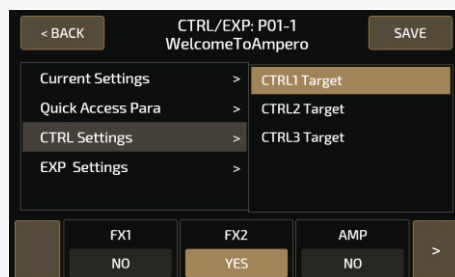 < BACK
CTRL/EXP: P01-1
WelcomeToAmpero
SAVE
Current Settings >
Quick Access Para >
CTRL Settings >
EXP Settings >
CTRL1 Target
CTRL2 Target
CTRL3 Target
FX1
FX2
AMP
NO
YES
NO
>